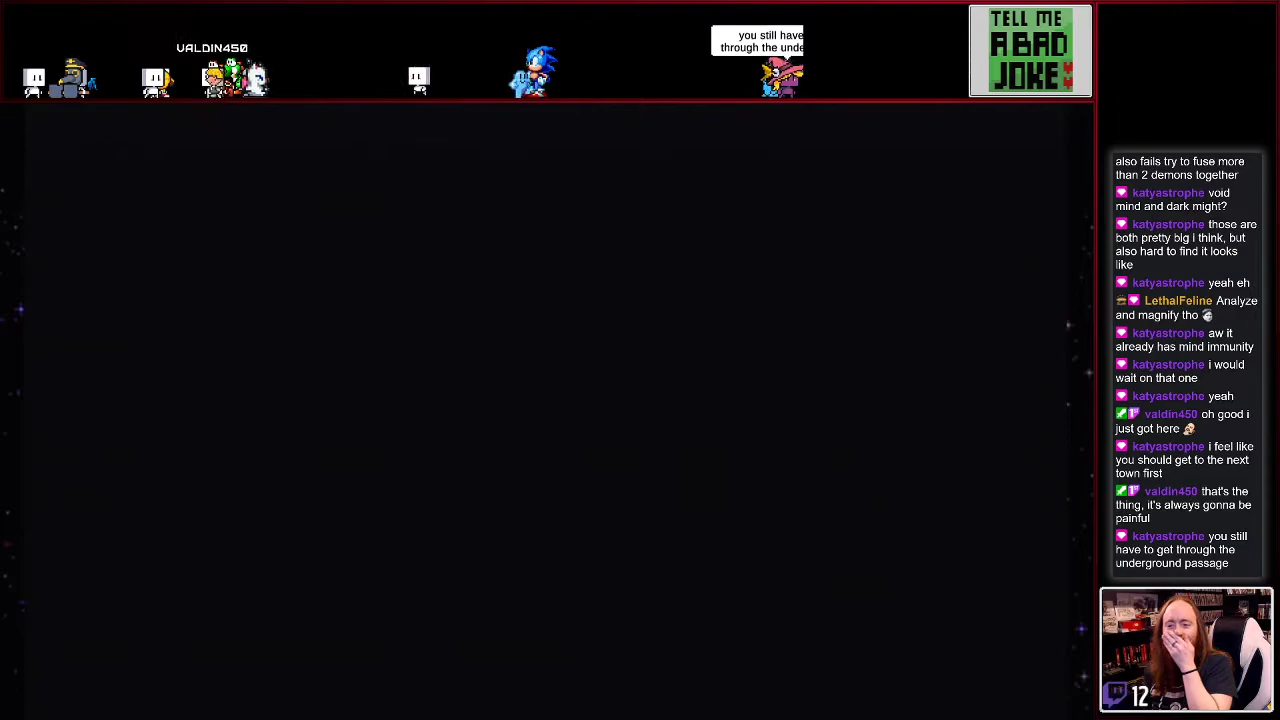 VALDIN450
you still have
through the unde
TELL ME
A BAD
JOKE
also fails try to fuse more
than 2 demons together
katyastrophe void
mind and dark might?
katyastrophe those are
both pretty big i think, but
also hard to find it looks
like
katyastrophe yeah eh
LethalFeline Analyze
and magnify tho
katyastrophe aw it
already has mind immunity
katyastrophe i would
wait on that one
katyastrophe yeah
valdin450 oh good i
just got here
katyastrophe i feel like
you should get to the next
town first
valdin450 that's the
thing, it's always gonna be
painful
katyastrophe you still
have to get through the
underground passage
12